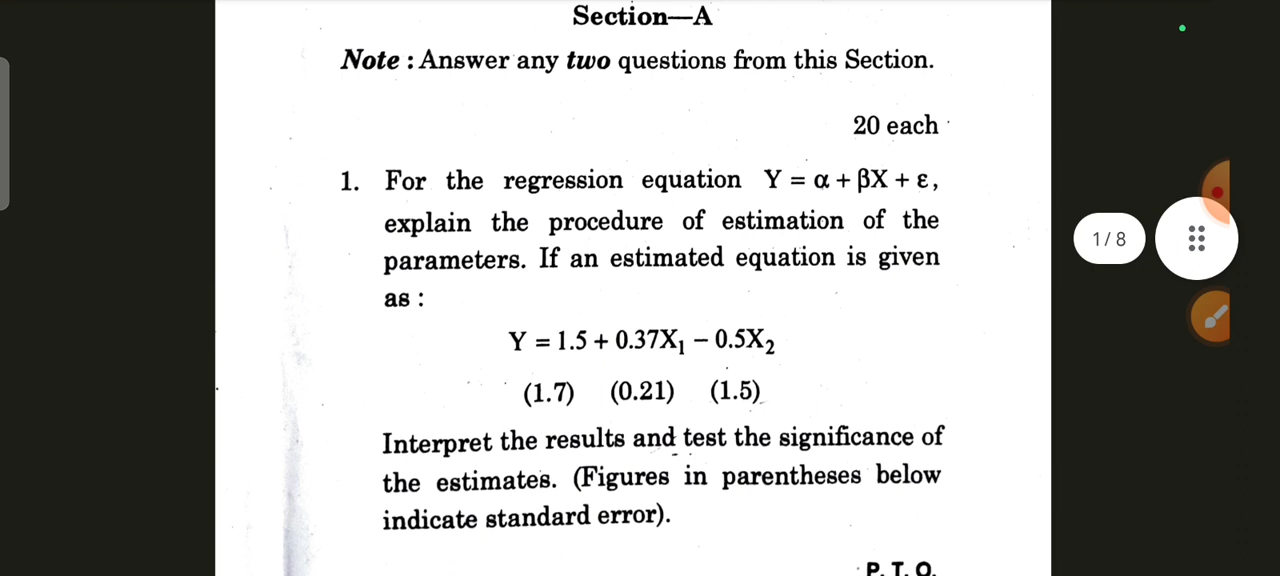 Section—A
Note : Answer any two questions from this Section.
20 each
1. For the regression equation Y = α + βX + ε,
explain the procedure of estimation of the
parameters. If an estimated equation is given
as :
Y = 1.5 + 0.37X₁ − 0.5X₂
(1.7) (0.21) (1.5)
Interpret the results and test the significance of
the estimates. (Figures in parentheses below
indicate standard error).
1 / 8
P. T. O.